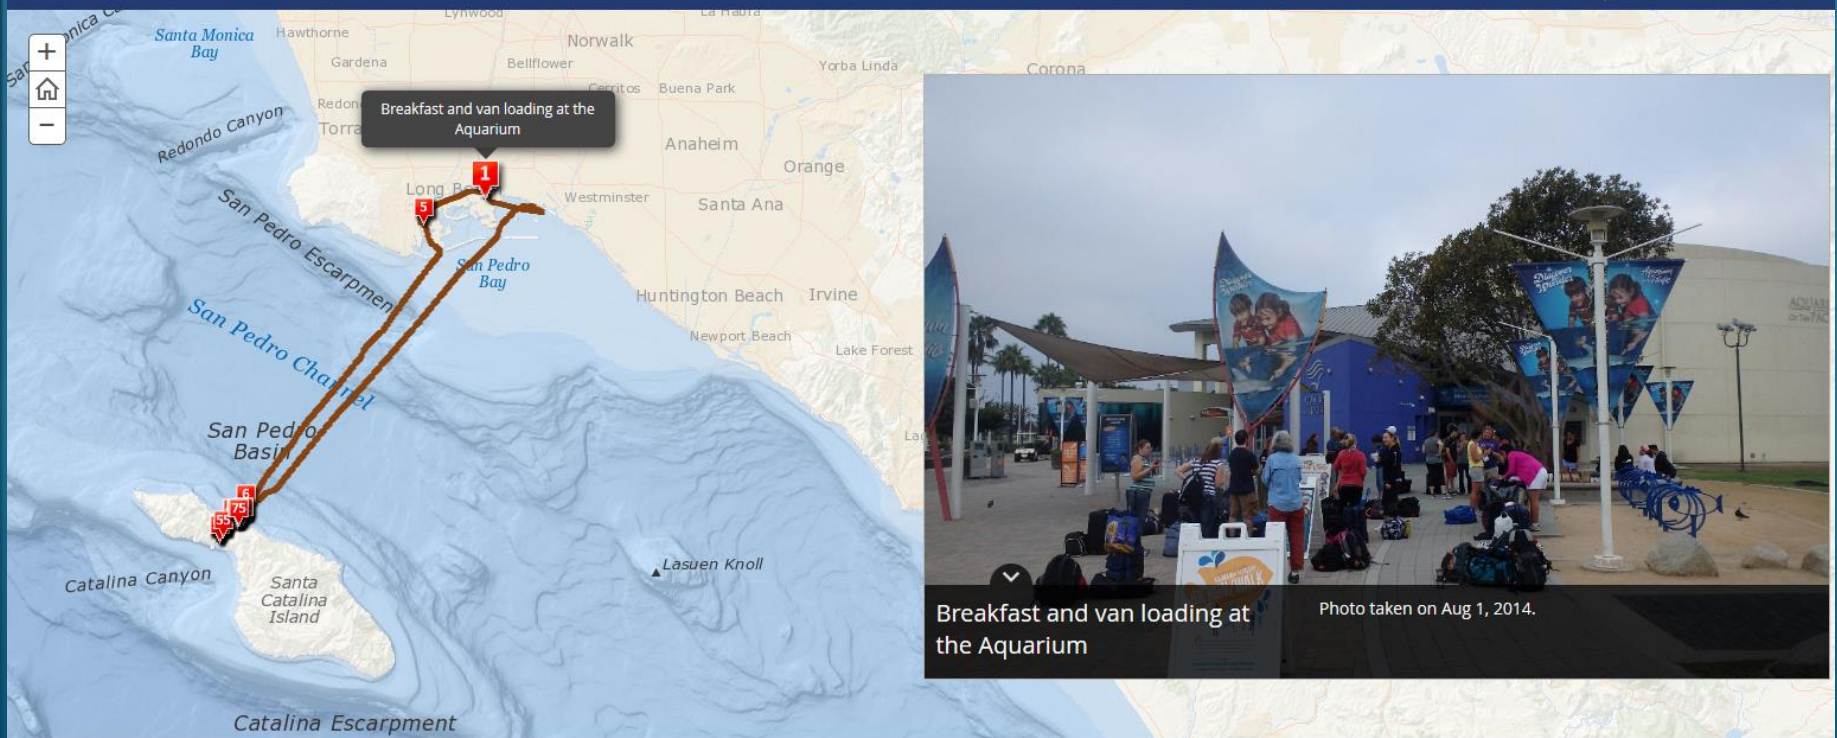 Lynwood
La Habra
Santa Monica
Bay
Hawthorne
Norwalk
Gardena
Bellflower
Yorba Linda
Corona
Cerritos
Buena Park
Redondo Canyon
Breakfast and van loading at the
Aquarium
Anaheim
Orange
1
Westminster
Santa Ana
5
San Pedro Escarpment
San Pedro
Bay
Huntington Beach
Irvine
San Pedro Channel
Newport Beach
Lake Forest
San Pedro
Basin
6
75
55
Lasuen Knoll
Catalina Canyon
Santa
Catalina
Island
Catalina Escarpment
Breakfast and van loading at
the Aquarium
Photo taken on Aug 1, 2014.